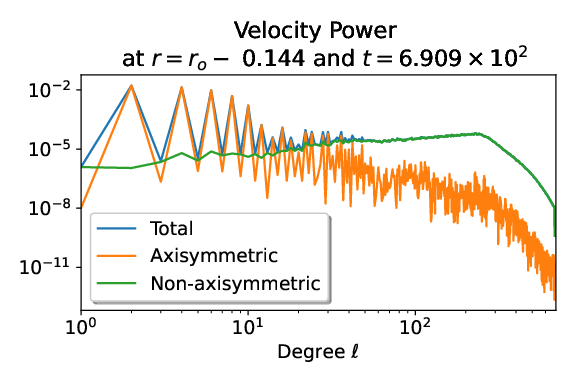 Velocity Power
at r = r_o − 0.144 and t = 6.909 × 10^2
10^−2
10^−5
10^−8
10^−11
Total
Axisymmetric
Non-axisymmetric
10^0 10^1 10^2
Degree ℓ